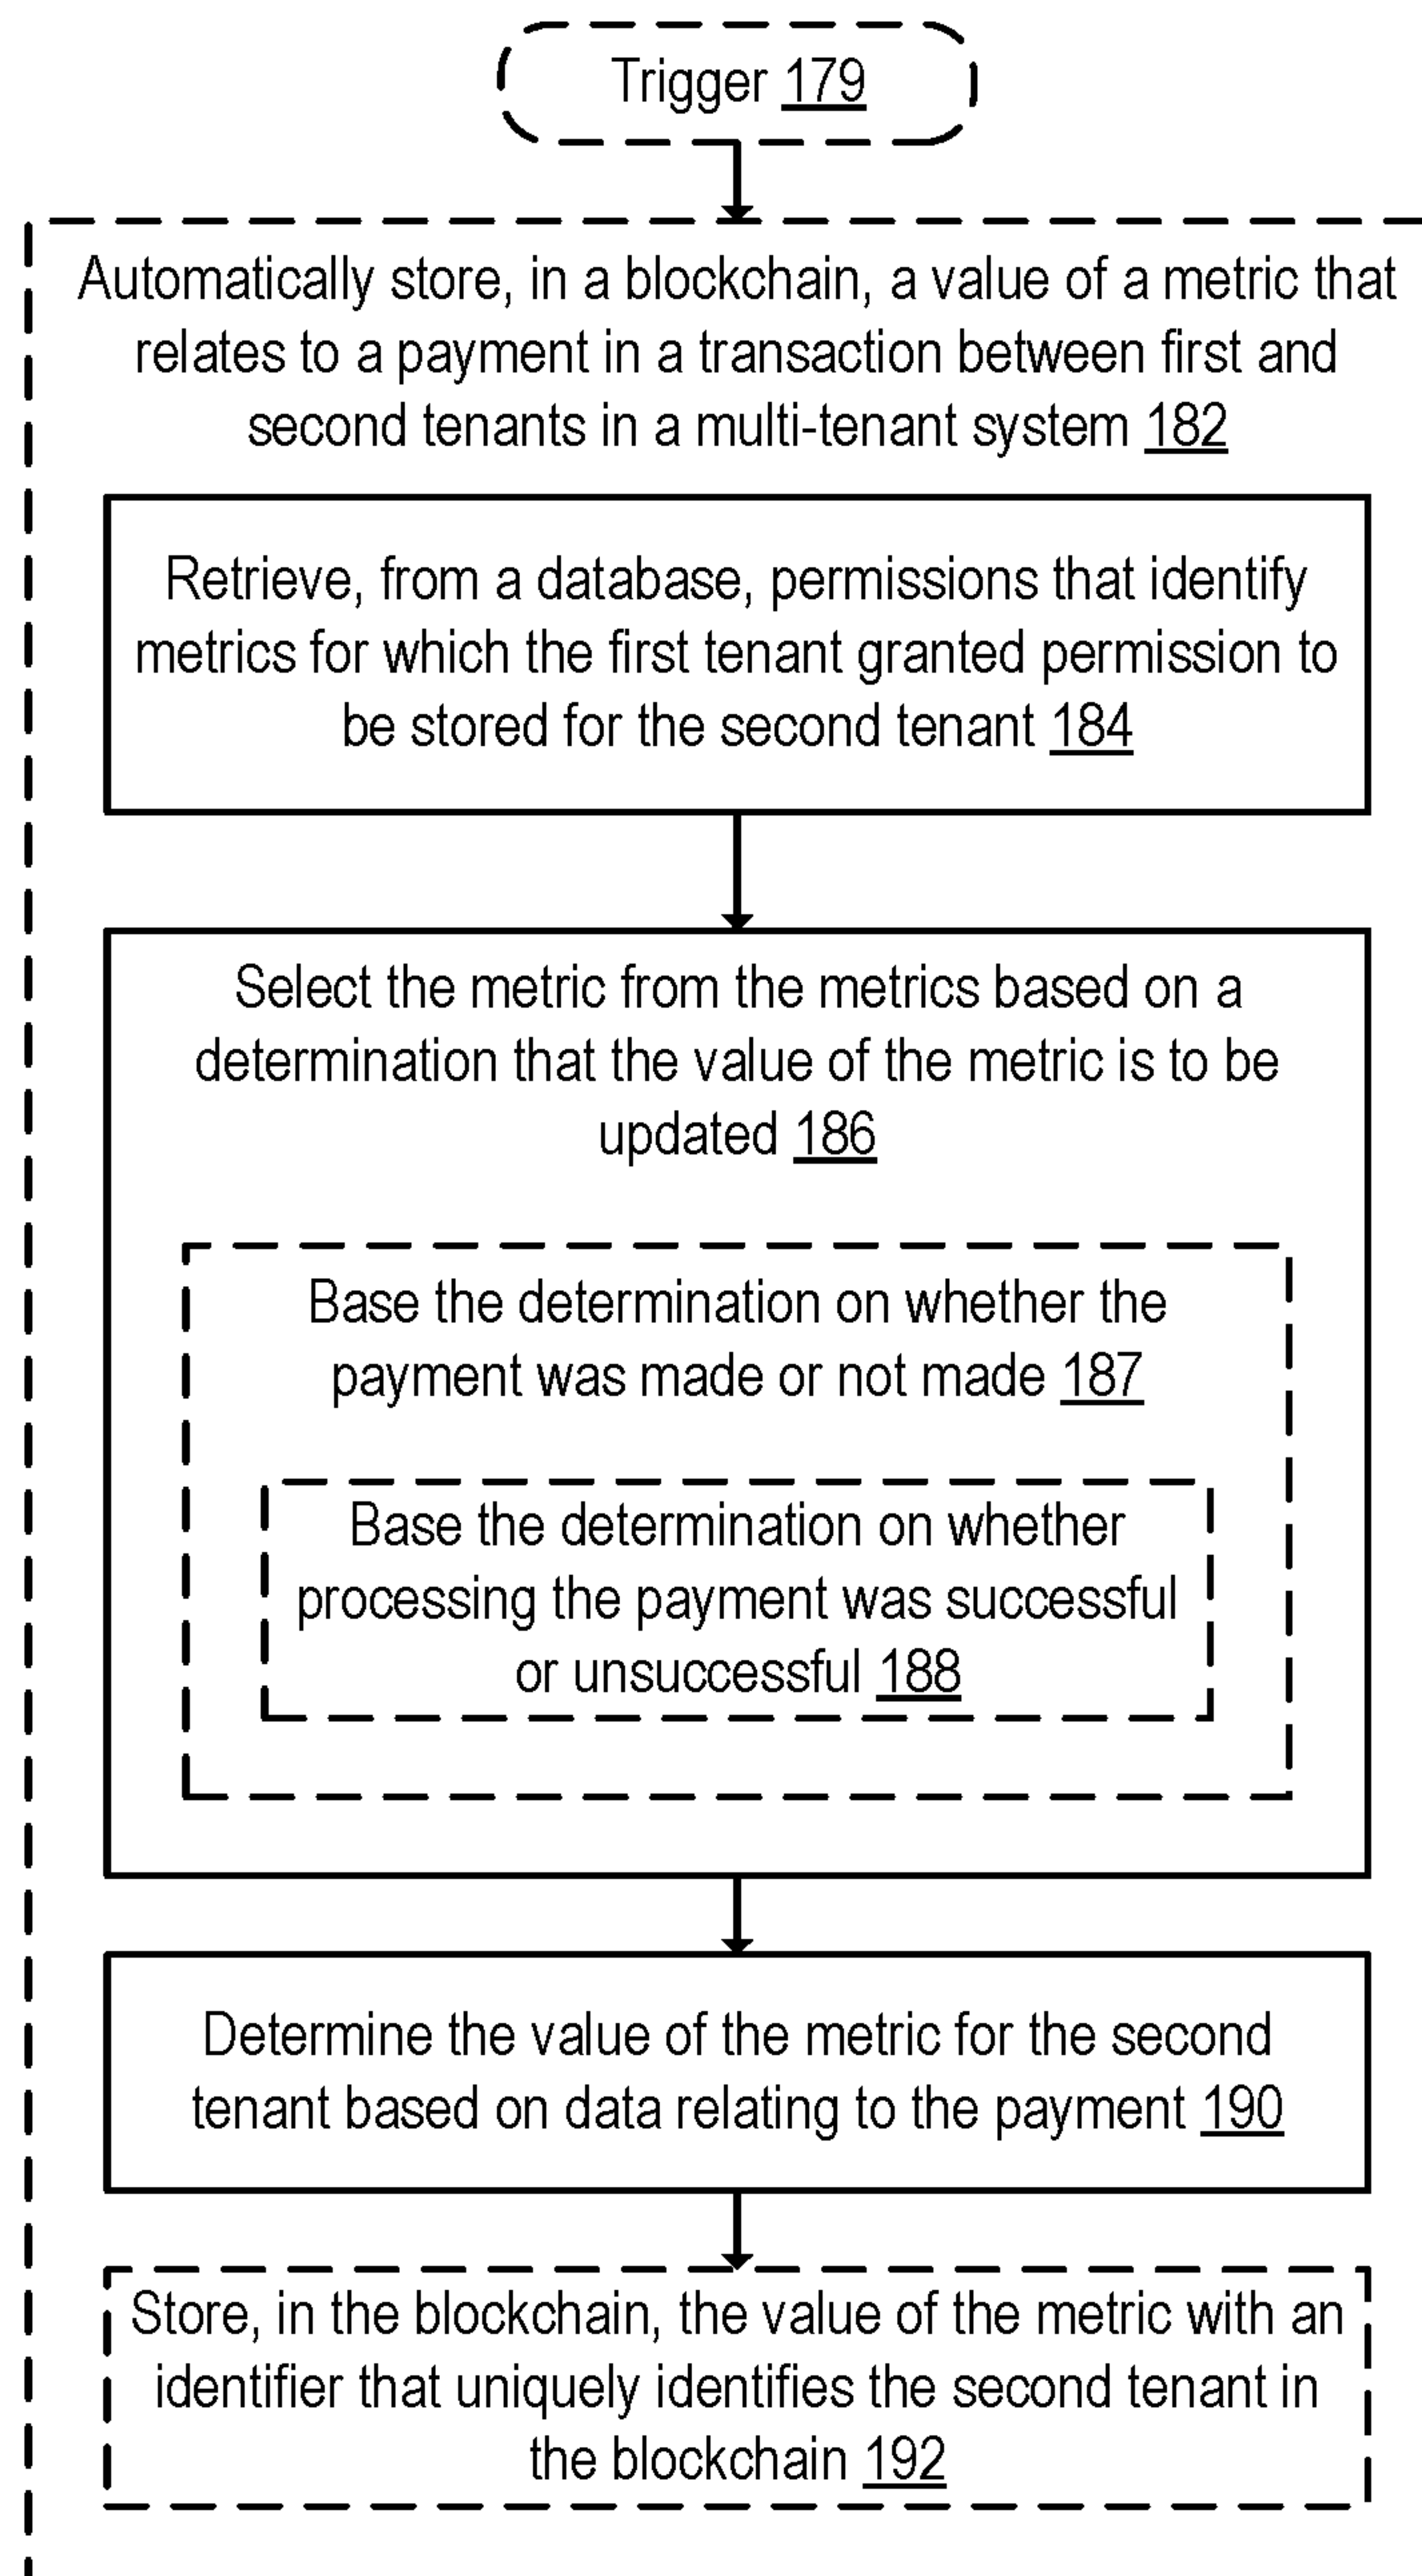 Trigger 179
Automatically store, in a blockchain, a value of a metric that
relates to a payment in a transaction between first and
second tenants in a multi-tenant system 182
Retrieve, from a database, permissions that identify
metrics for which the first tenant granted permission to
be stored for the second tenant 184
Select the metric from the metrics based on a
determination that the value of the metric is to be
updated 186
Base the determination on whether the
payment was made or not made 187
Base the determination on whether
processing the payment was successful
or unsuccessful 188
Determine the value of the metric for the second
tenant based on data relating to the payment 190
Store, in the blockchain, the value of the metric with an
identifier that uniquely identifies the second tenant in
the blockchain 192